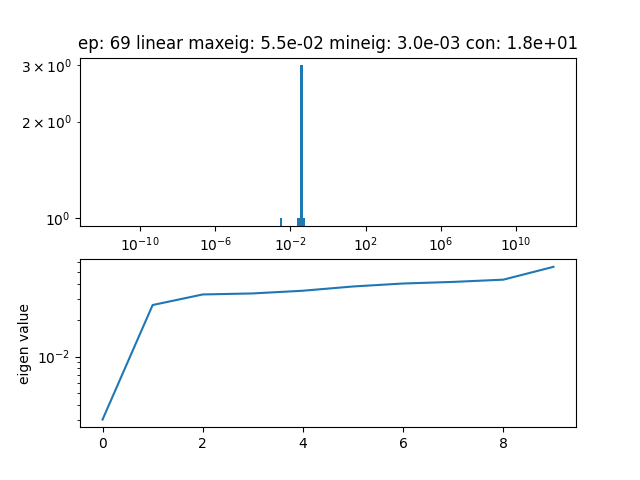 ep: 69 linear maxeig: 5.5e-02 mineig: 3.0e-03 con: 1.8e+01
3 × 10⁰
2 × 10⁰
10⁰
10⁻¹⁰ 10⁻⁶ 10⁻² 10² 10⁶ 10¹⁰
eigen value
10⁻²
0 2 4 6 8